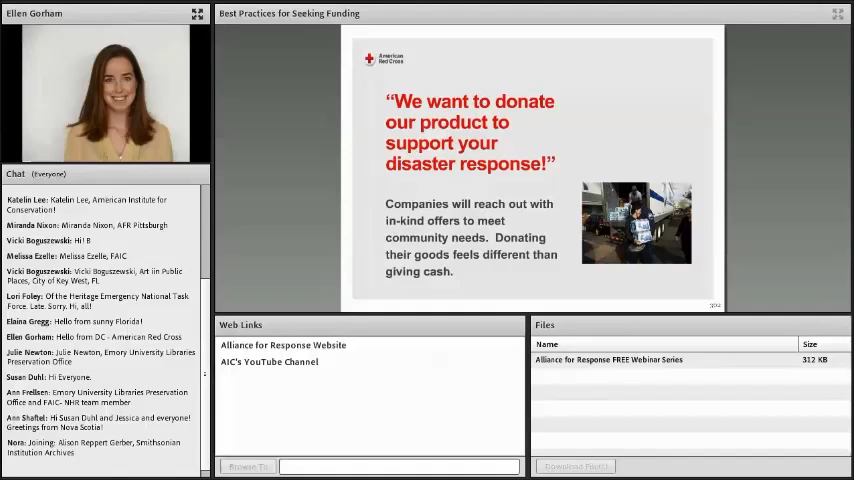 Ellen Gorham
Best Practices for Seeking Funding
American
Red Cross
“We want to donate
our product to
support your
disaster response!”
Companies will reach out with
in-kind offers to meet
community needs.  Donating
their goods feels different than
giving cash.
Chat (Everyone)
Katelin Lee: Katelin Lee, American Institute for
Conservation!
Miranda Nixon: Miranda Nixon, AFR Pittsburgh
Vicki Boguszewski: Hi! B
Melissa Ezelle: Melissa Ezelle, FAIC
Vicki Boguszewski: Vicki Boguszewski, Art iin Public
Places, City of Key West, FL
Lori Foley: Of the Heritage Emergency National Task
Force. Late. Sorry. Hi, all!
Elaina Gregg: Hello from sunny Florida!
Ellen Gorham: Hello from DC - American Red Cross
Julie Newton: Julie Newton, Emory University Libraries
Preservation Office
Susan Duhl: Hi Everyone.
Ann Frellsen: Emory University Libraries Preservation
Office and FAIC- NHR team member
Ann Shaftel: Hi Susan Duhl and Jessica and everyone!
Greetings from Nova Scotia!
Nora: Joining: Alison Reppert Gerber, Smithsonian
Institution Archives
Web Links
Alliance for Response Website
AIC's YouTube Channel
Browse To
Files
Name Size
Alliance for Response FREE Webinar Series 312 KB
Download File(s)